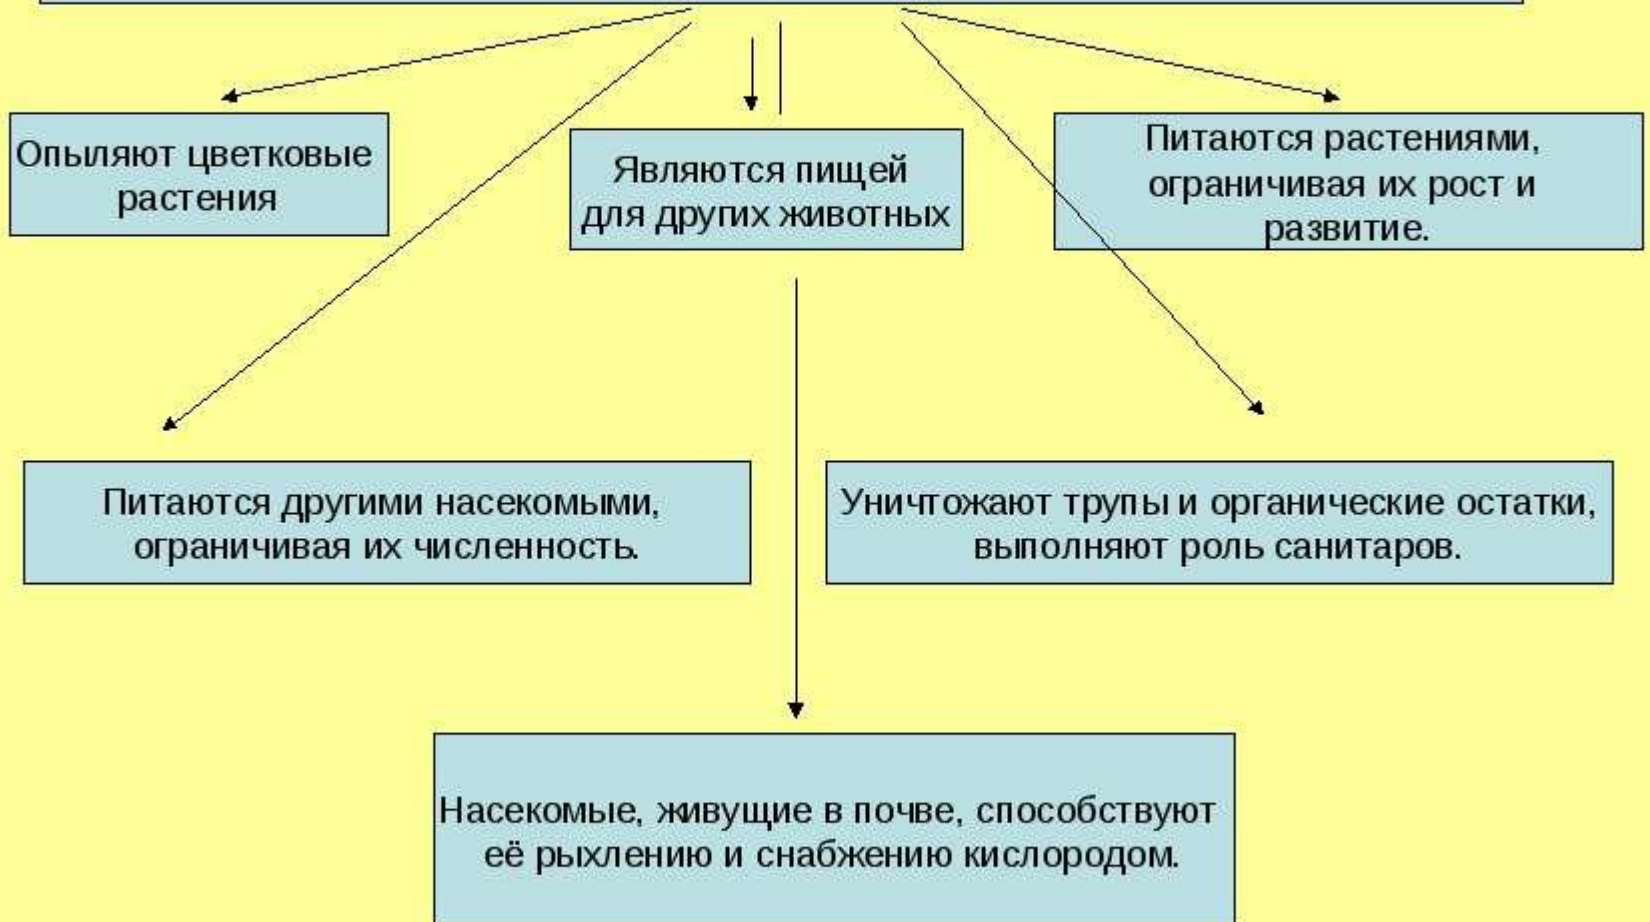 Опыляют цветковые
растения
Являются пищей
для других животных
Питаются растениями,
ограничивая их рост и
развитие.
Питаются другими насекомыми,
ограничивая их численность.
Уничтожают трупы и органические остатки,
выполняют роль санитаров.
Насекомые, живущие в почве, способствуют
её рыхлению и снабжению кислородом.